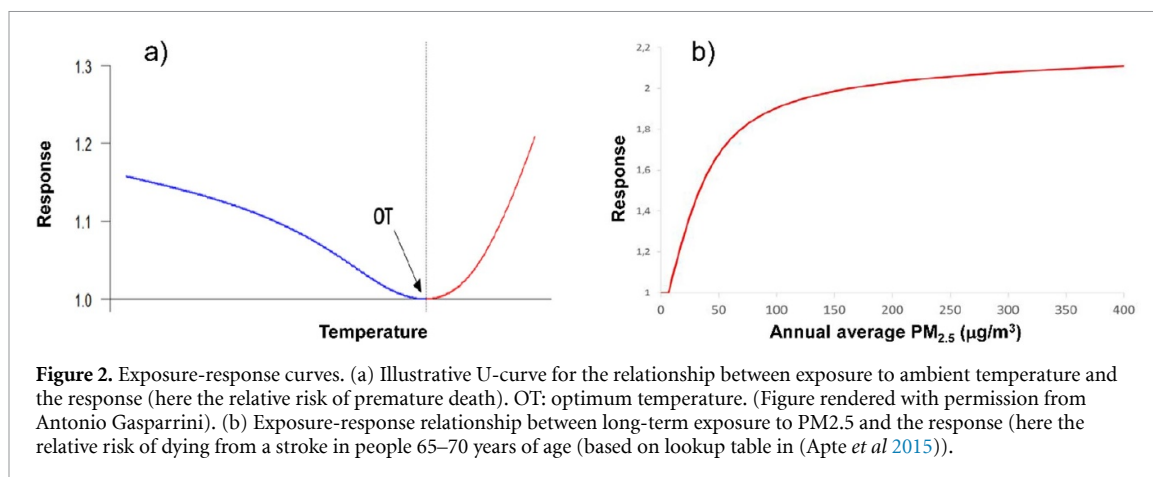 a)
1.3
1.2
1.1
1.0
Response
OT
Temperature
b)
2,2
2
1,8
1,6
1,4
1,2
1
Response
0 50 100 150 200 250 300 350 400
Annual average PM2.5 (μg/m³)
Figure 2. Exposure-response curves. (a) Illustrative U-curve for the relationship between exposure to ambient temperature and
the response (here the relative risk of premature death). OT: optimum temperature. (Figure rendered with permission from
Antonio Gasparrini). (b) Exposure-response relationship between long-term exposure to PM2.5 and the response (here the
relative risk of dying from a stroke in people 65–70 years of age (based on lookup table in (Apte et al 2015)).